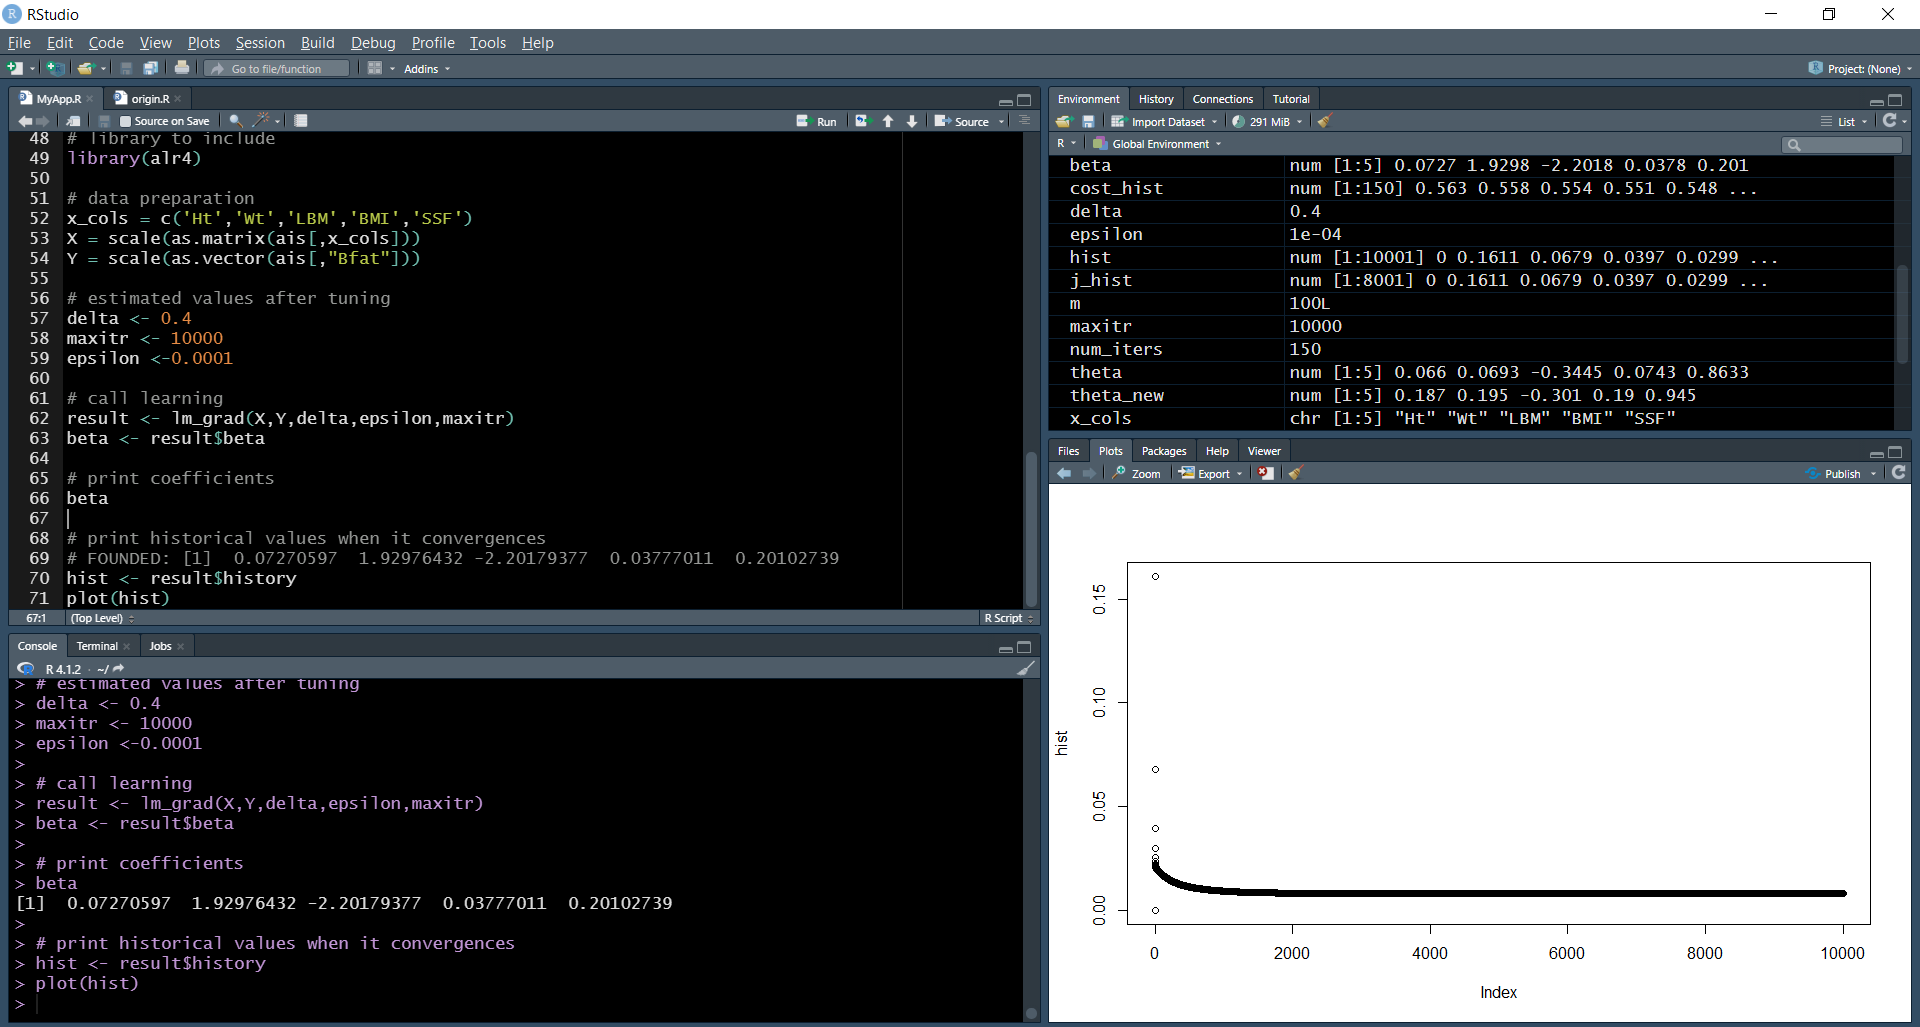 RStudio
File Edit Code View Plots Session Build Debug Profile Tools Help
Go to file/function Addins Project: (None)
MyApp.R origin.R
Source on Save Run Source
48 # library to include
49 library(alr4)
50
51 # data preparation
52 x_cols = c('Ht','Wt','LBM','BMI','SSF')
53 X = scale(as.matrix(ais[,x_cols]))
54 Y = scale(as.vector(ais[,"Bfat"]))
55
56 # estimated values after tuning
57 delta <- 0.4
58 maxitr <- 10000
59 epsilon <-0.0001
60
61 # call learning
62 result <- lm_grad(X,Y,delta,epsilon,maxitr)
63 beta <- result$beta
64
65 # print coefficients
66 beta
67
68 # print historical values when it convergences
69 # FOUNDED: [1]  0.07270597  1.92976432 -2.20179377  0.03777011  0.20102739
70 hist <- result$history
71 plot(hist)
67:1 (Top Level) R Script
Console Terminal Jobs
R 4.1.2 · ~/
> # estimated values after tuning
> delta <- 0.4
> maxitr <- 10000
> epsilon <-0.0001
>
> # call learning
> result <- lm_grad(X,Y,delta,epsilon,maxitr)
> beta <- result$beta
>
> # print coefficients
> beta
[1]  0.07270597  1.92976432 -2.20179377  0.03777011  0.20102739
>
> # print historical values when it convergences
> hist <- result$history
> plot(hist)
>
Environment History Connections Tutorial
Import Dataset 291 MiB List
R Global Environment
beta num [1:5] 0.0727 1.9298 -2.2018 0.0378 0.201
cost_hist num [1:150] 0.563 0.558 0.554 0.551 0.548 ...
delta 0.4
epsilon 1e-04
hist num [1:10001] 0 0.1611 0.0679 0.0397 0.0299 ...
j_hist num [1:8001] 0 0.1611 0.0679 0.0397 0.0299 ...
m 100L
maxitr 10000
num_iters 150
theta num [1:5] 0.066 0.0693 -0.3445 0.0743 0.8633
theta_new num [1:5] 0.187 0.195 -0.301 0.19 0.945
x_cols chr [1:5] "Ht" "Wt" "LBM" "BMI" "SSF"
Files Plots Packages Help Viewer
Zoom Export Publish
0.15
0.10
hist
0.05
0.00
0 2000 4000 6000 8000 10000
Index